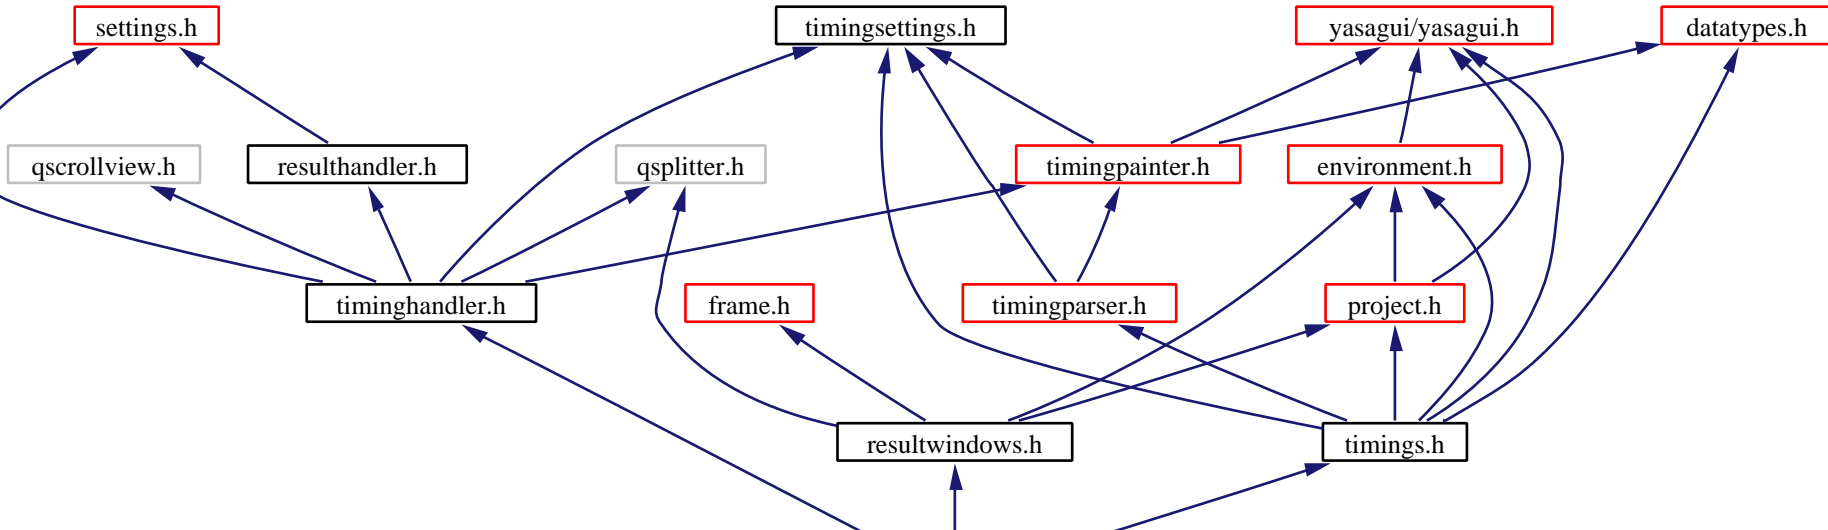 settings.h
timingsettings.h
yasagui/yasagui.h
datatypes.h
qscrollview.h
resulthandler.h
qsplitter.h
timingpainter.h
environment.h
timinghandler.h
frame.h
timingparser.h
project.h
resultwindows.h
timings.h